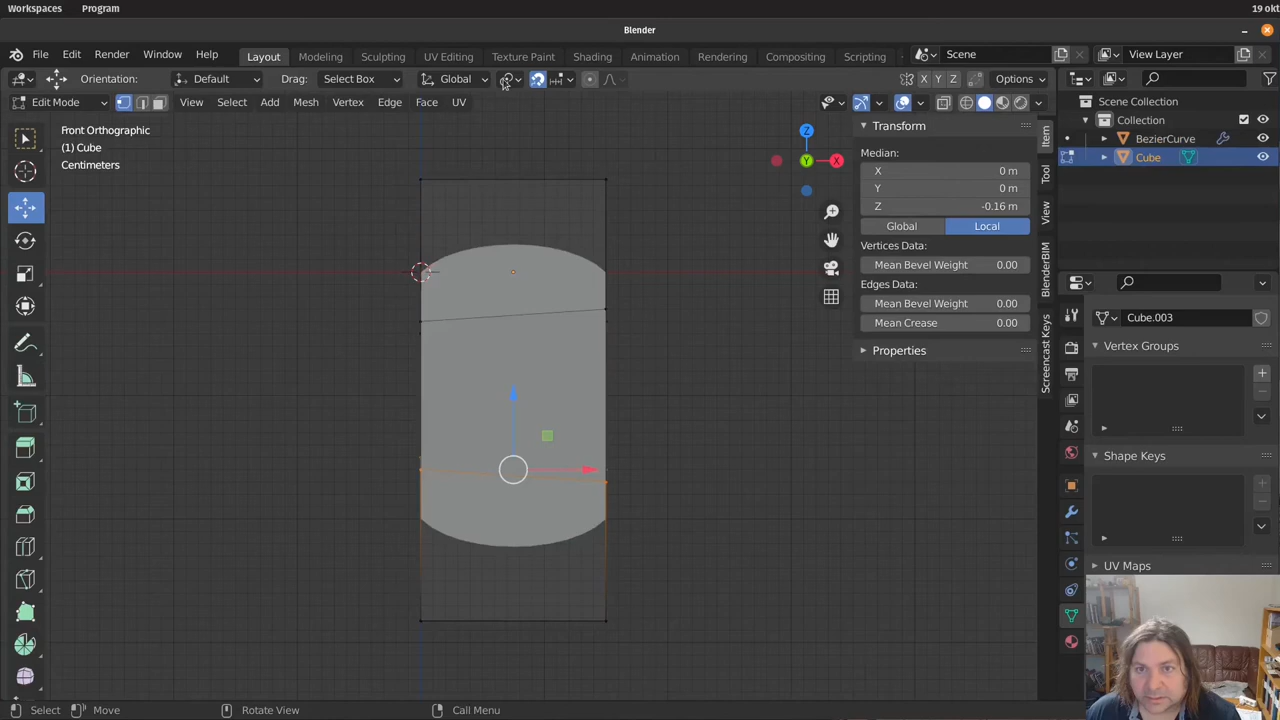 Workspaces Program 19 okt
Blender
File Edit Render Window Help Layout Modeling Sculpting UV Editing Texture Paint Shading Animation Rendering Compositing Scripting Scene View Layer
Orientation: Default Drag: Select Box Global X Y Z Options
Edit Mode View Select Add Mesh Vertex Edge Face UV
Front Orthographic
(1) Cube
Centimeters
Z
Y
X
Transform
Median:
X 0 m
Y 0 m
Z -0.16 m
Global Local
Vertices Data:
Mean Bevel Weight 0.00
Edges Data:
Mean Bevel Weight 0.00
Mean Crease 0.00
Properties
Item
Tool
View
BlenderBIM
Screencast Keys
Scene Collection
Collection
BezierCurve
Cube
Cube.003
Vertex Groups
Shape Keys
UV Maps
Select Move Rotate View Call Menu